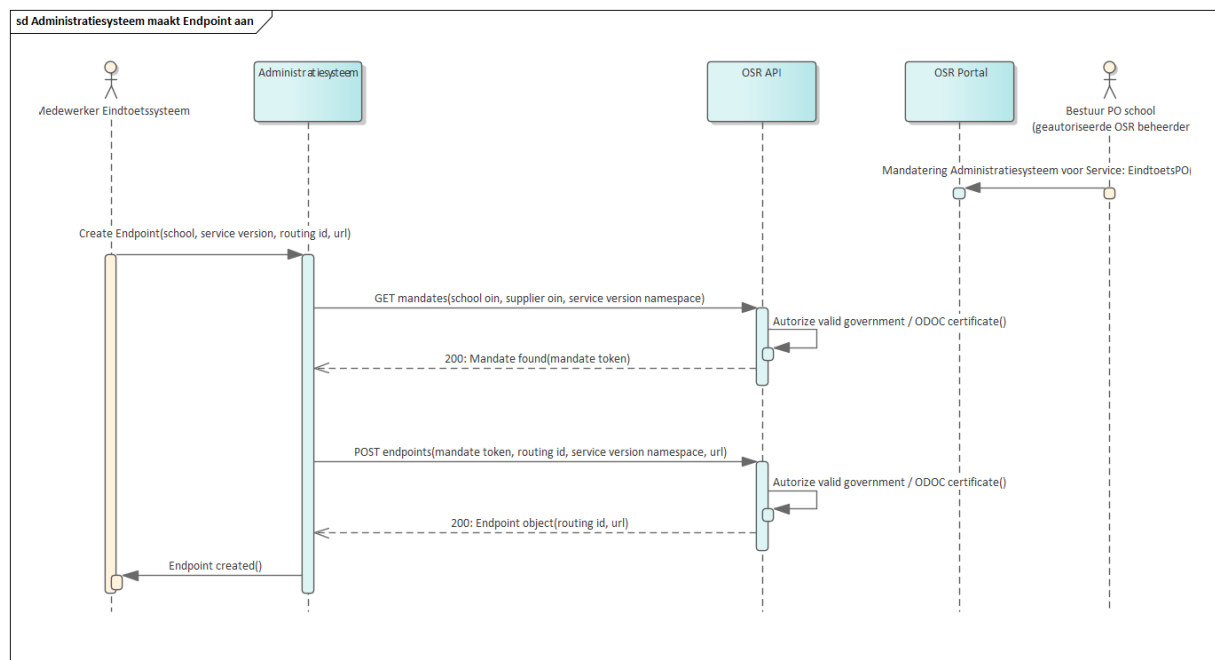 sd Administratiesysteem maakt Endpoint aan
Administratiesysteem
OSR API
OSR Portal
Medewerker Eindtoetssysteem
Bestuur PO school
(geautoriseerde OSR beheerder
Mandatering Administratiesysteem voor Service: EindtoetsPO(
Create Endpoint(school, service version, routing id, url)
GET mandates(school oin, supplier oin, service version namespace)
Autorize valid government / ODOC certificate()
200: Mandate found(mandate token)
POST endpoints(mandate token, routing id, service version namespace, url)
Autorize valid government / ODOC certificate()
200: Endpoint object(routing id, url)
Endpoint created()